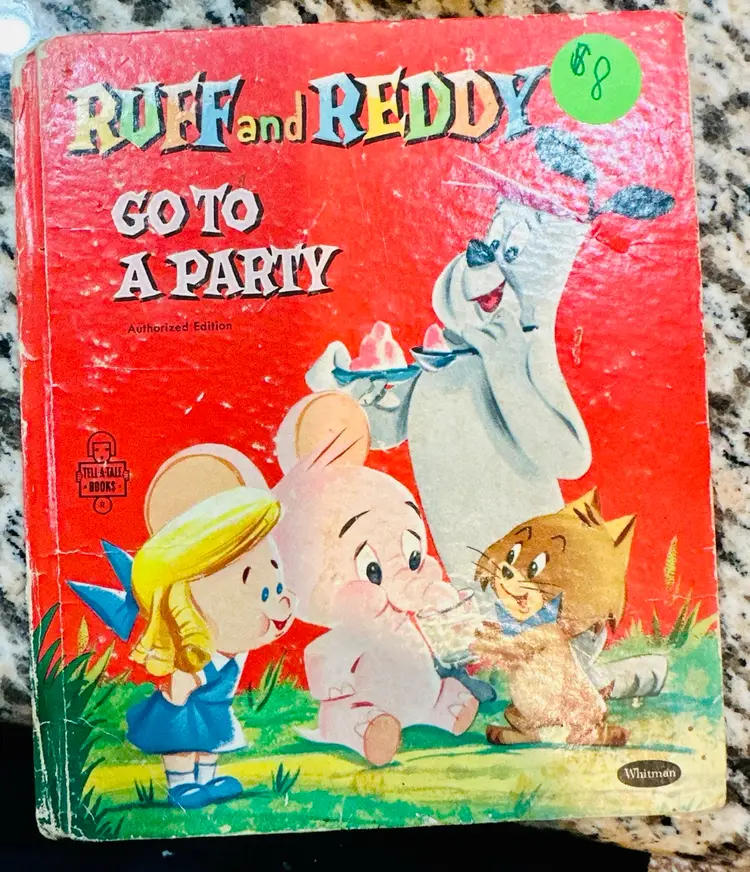 $8
RUFF and REDDY
GO TO
A PARTY
Authorized Edition
TELL-A-TALE
BOOKS
R
Whitman